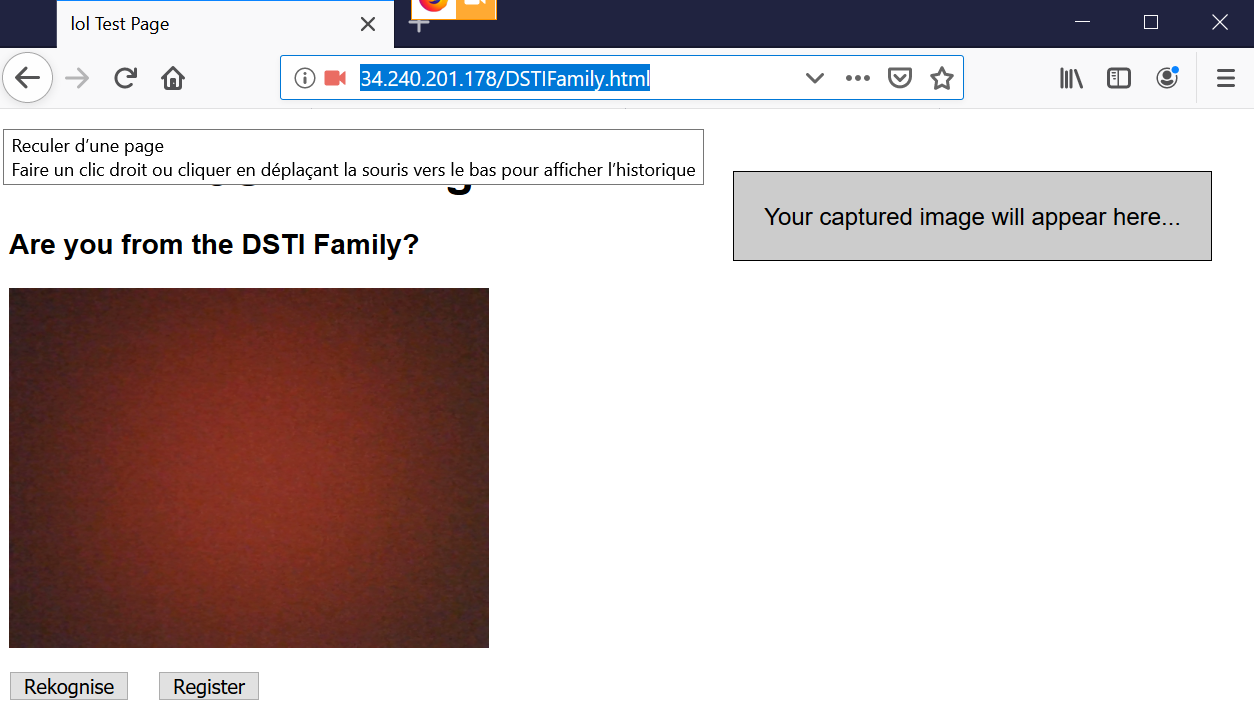 lol Test Page
34.240.201.178/DSTIFamily.html
Reculer d’une page
Faire un clic droit ou cliquer en déplaçant la souris vers le bas pour afficher l’historique
Your captured image will appear here...
Are you from the DSTI Family?
Rekognise
Register